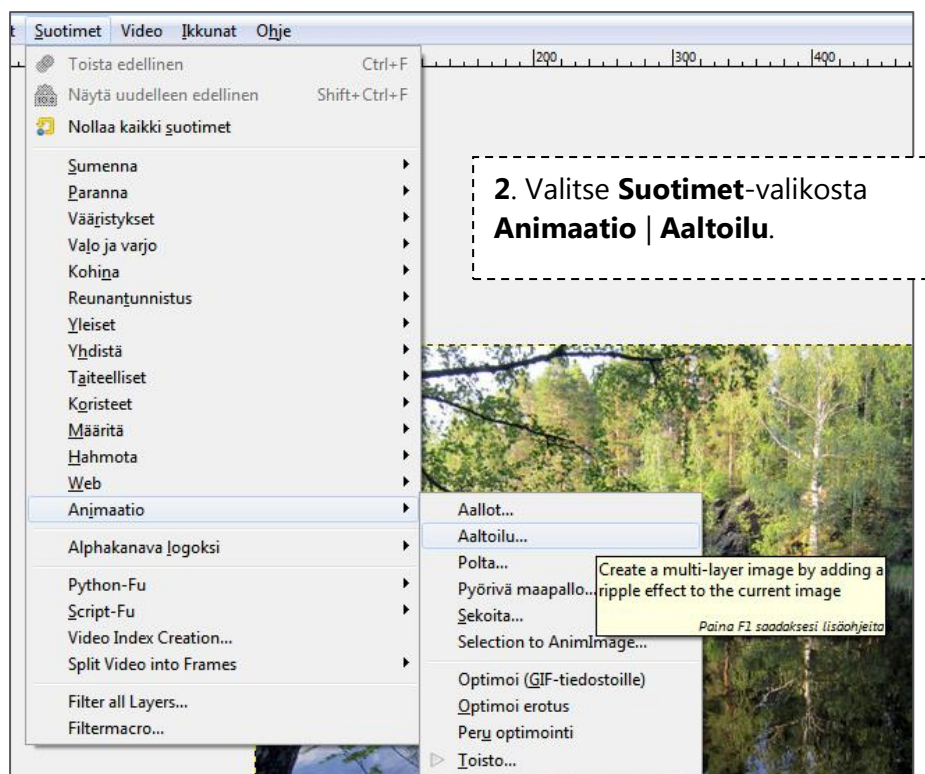 t Suotimet Video Ikkunat Ohje
200 300 400
Toista edellinen Ctrl+F
Näytä uudelleen edellinen Shift+Ctrl+F
Nollaa kaikki suotimet
2. Valitse Suotimet-valikosta
Animaatio | Aaltoilu.
Sumenna
Paranna
Vääristykset
Valo ja varjo
Kohina
Reunantunnistus
Yleiset
Yhdistä
Taiteelliset
Koristeet
Määritä
Hahmota
Web
Animaatio
Alphakanava logoksi
Python-Fu
Script-Fu
Video Index Creation...
Split Video into Frames
Filter all Layers...
Filtermacro...
Aallot...
Aaltoilu...
Polta...
Pyörivä maapallo...
Sekoita...
Selection to AnimImage...
Optimoi (GIF-tiedostoille)
Optimoi erotus
Peru optimointi
Toisto...
Create a multi-layer image by adding a
ripple effect to the current image
Paina F1 saadaksesi lisäohjeita